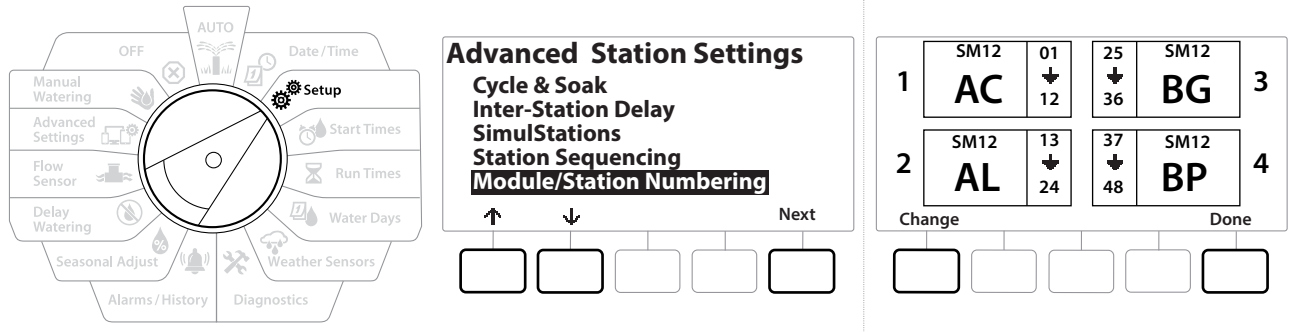 AUTO
OFF
Date/Time
Manual
Watering
Setup
Advanced
Settings
Start Times
Flow
Sensor
Run Times
Delay
Watering
Water Days
Seasonal Adjust
%
Weather Sensors
Alarms/History
Diagnostics
Advanced Station Settings
Cycle & Soak
Inter-Station Delay
SimulStations
Station Sequencing
Module/Station Numbering
Next
1
SM12
AC
01
12
25
36
SM12
BG
3
2
SM12
AL
13
24
37
48
SM12
BP
4
Change
Done